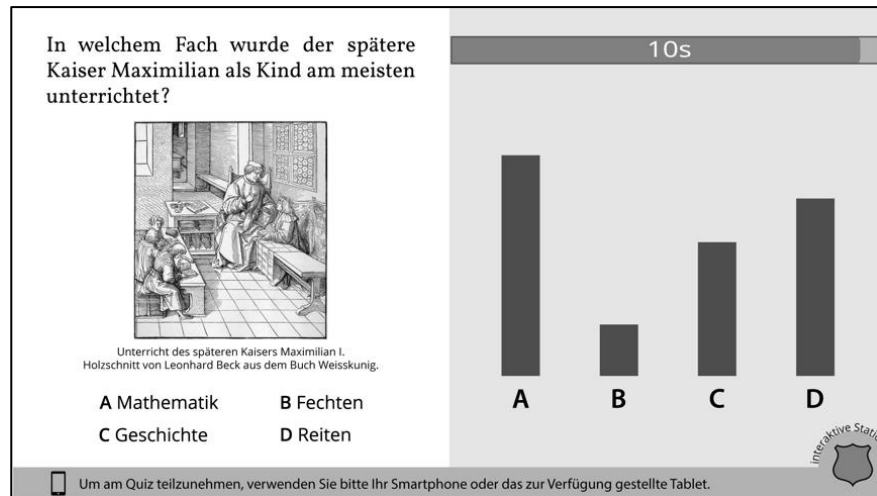 In welchem Fach wurde der spätere
Kaiser Maximilian als Kind am meisten
unterrichtet?
Unterricht des späteren Kaisers Maximilian I.
Holzschnitt von Leonhard Beck aus dem Buch Weisskunig.
A Mathematik
B Fechten
C Geschichte
D Reiten
10s
A
B
C
D
Um am Quiz teilzunehmen, verwenden Sie bitte Ihr Smartphone oder das zur Verfügung gestellte Tablet.
interaktive